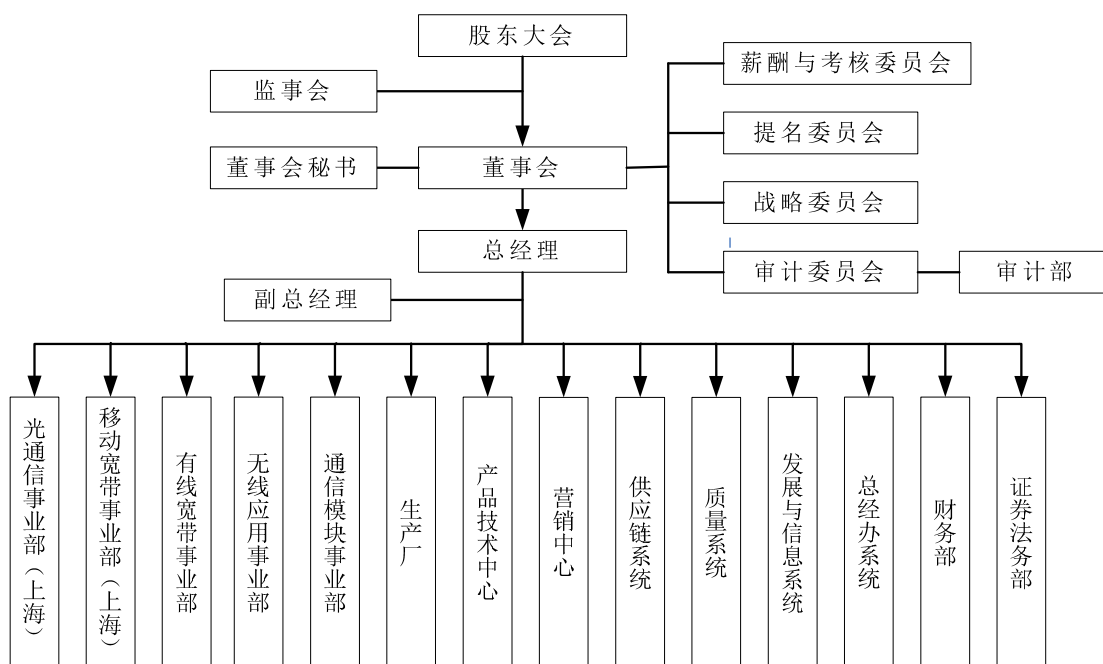 股东大会
薪酬与考核委员会
监事会
提名委员会
董事会秘书
董事会
战略委员会
总经理
审计委员会
审计部
副总经理
光通信事业部（上海）
移动宽带事业部（上海）
有线宽带事业部
无线应用事业部
通信模块事业部
生产厂
产品技术中心
营销中心
供应链系统
质量系统
发展与信息系统
总经办系统
财务部
证券法务部